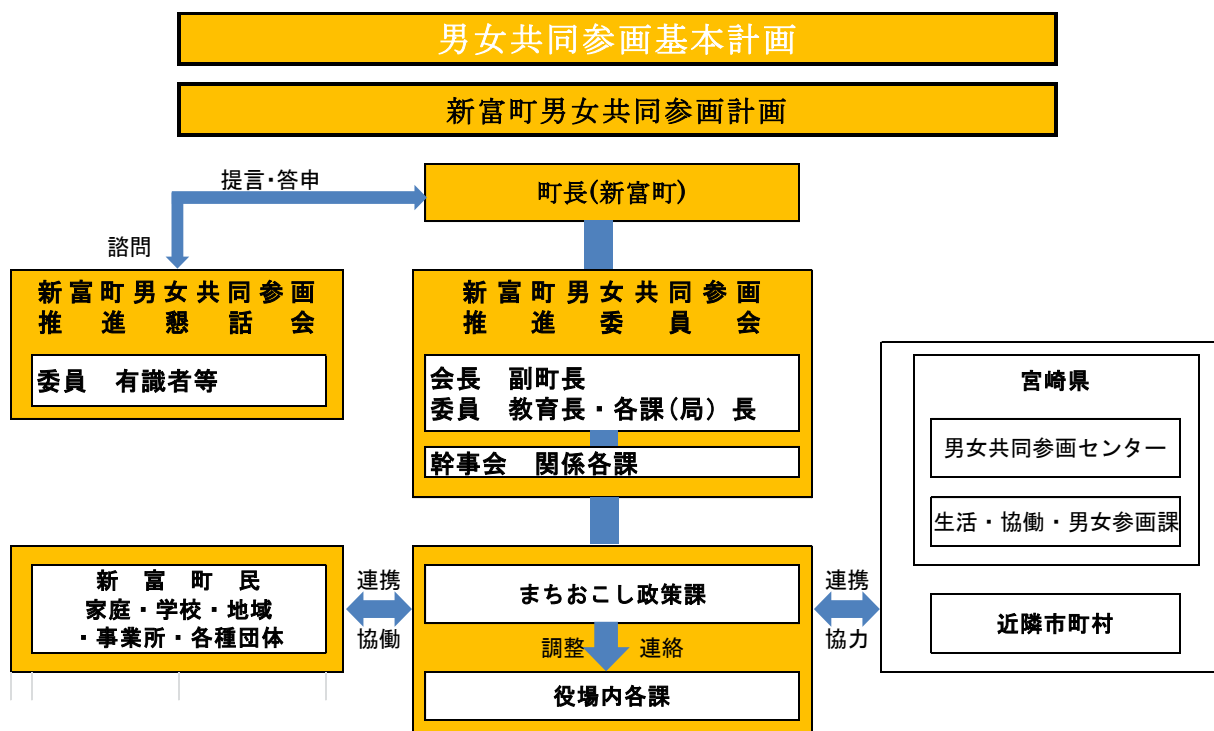 男女共同参画基本計画
新富町男女共同参画計画
提言・答申
町長(新富町)
諮問
新富町男女共同参画
推進懇話会
委員　有識者等
新富町男女共同参画
推進委員会
会長　副町長
委員　教育長・各課(局)長
幹事会　関係各課
宮崎県
男女共同参画センター
生活・協働・男女参画課
近隣市町村
新富町民
家庭・学校・地域
・事業所・各種団体
連携
協働
まちおこし政策課
調整　連絡
役場内各課
連携
協力